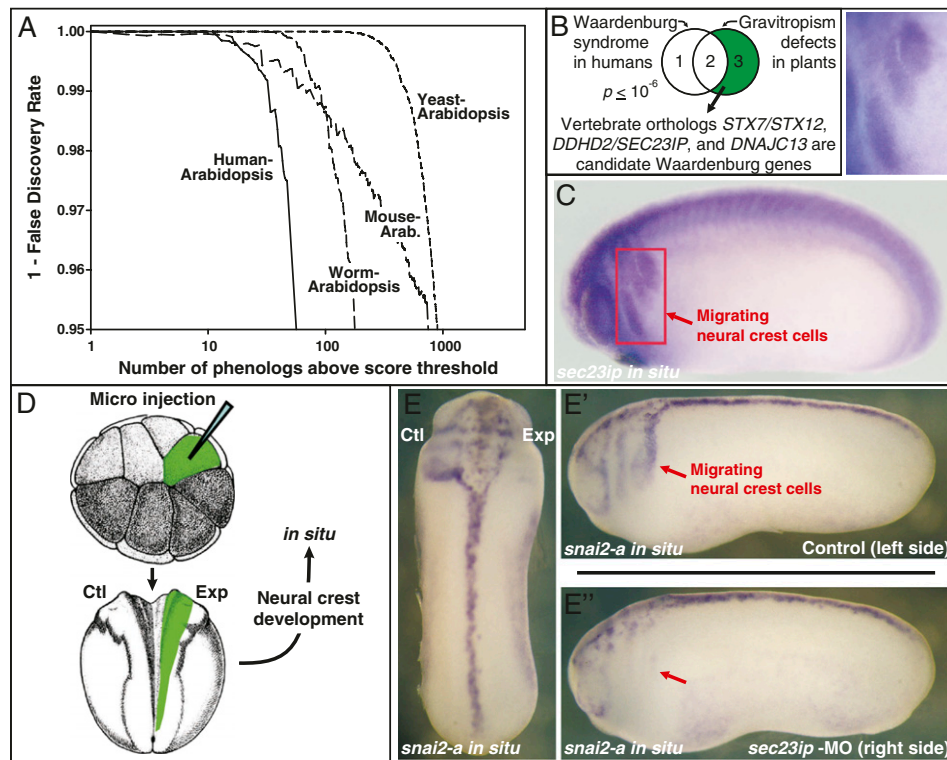 A
1.00
0.99
0.98
0.97
0.96
0.95
1 - False Discovery Rate
Yeast-
Arabidopsis
Human-
Arabidopsis
Mouse-
Arab.
Worm-
Arabidopsis
1
10
100
1000
Number of phenologs above score threshold
B
Waardenburg
syndrome
in humans
Gravitropism
defects
in plants
1
2
3
p ≤ 10⁻⁶
Vertebrate orthologs STX7/STX12,
DDHD2/SEC23IP, and DNAJC13 are
candidate Waardenburg genes
C
Migrating
neural crest cells
sec23ip in situ
D
Micro injection
Ctl
Exp
in situ
Neural crest
development
E
Ctl
Exp
snai2-a in situ
E'
Migrating
neural crest cells
snai2-a in situ
Control (left side)
E''
snai2-a in situ
sec23ip -MO (right side)